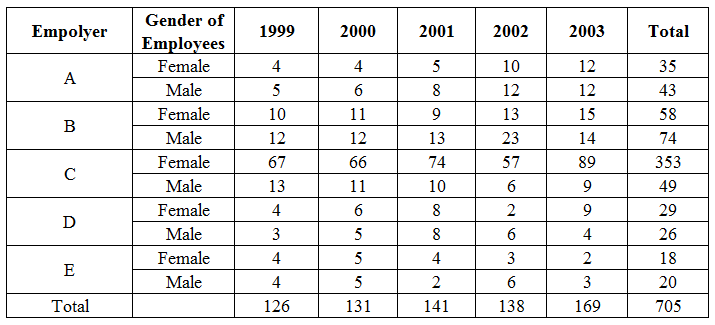 Empolyer Gender of Employees 1999 2000 2001 2002 2003 Total
A Female 4 4 5 10 12 35
Male 5 6 8 12 12 43
B Female 10 11 9 13 15 58
Male 12 12 13 23 14 74
C Female 67 66 74 57 89 353
Male 13 11 10 6 9 49
D Female 4 6 8 2 9 29
Male 3 5 8 6 4 26
E Female 4 5 4 3 2 18
Male 4 5 2 6 3 20
Total 126 131 141 138 169 705